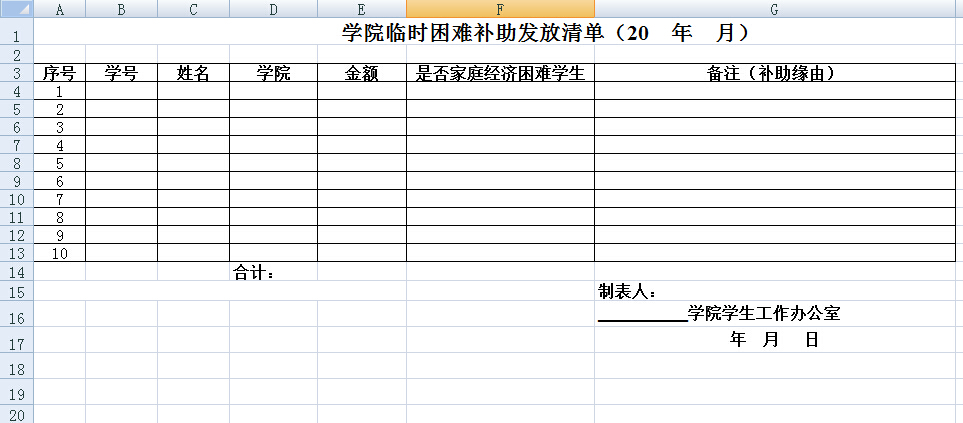 A B C D E F G
1 学院临时困难补助发放清单（20 年 月）
2
3 序号 学号 姓名 学院 金额 是否家庭经济困难学生 备注（补助缘由）
4 1
5 2
6 3
7 4
8 5
9 6
10 7
11 8
12 9
13 10
14 合计：
15 制表人：
16 __________学院学生工作办公室
17 年 月 日
18
19
20